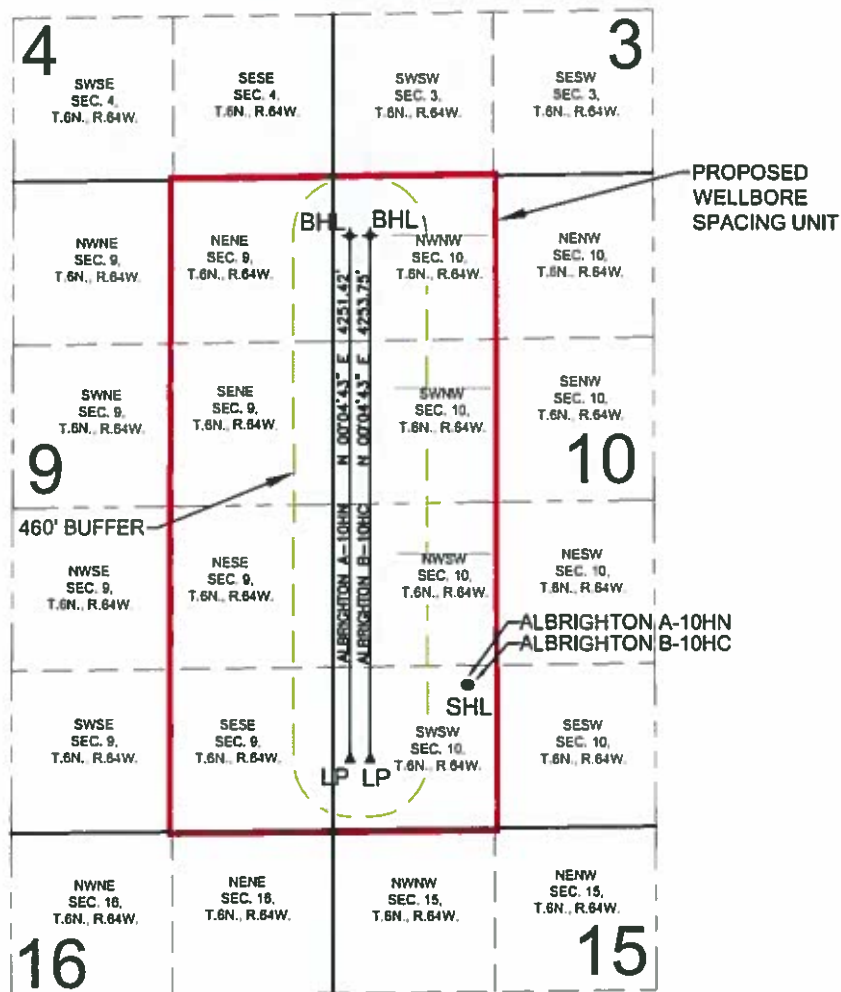 4
3
SWSE
SEC. 4,
T.6N., R.64W.
SESE
SEC. 4,
T.6N., R.64W.
SWSW
SEC. 3,
T.6N., R.64W.
SESW
SEC. 3,
T.6N., R.64W.
PROPOSED
WELLBORE
SPACING UNIT
NWNE
SEC. 9,
T.6N., R.64W.
NENE
SEC. 9,
T.6N., R.64W.
BHL
BHL
NWNW
SEC. 10,
T.6N., R.64W.
NENW
SEC. 10,
T.6N., R.64W.
ALBRIGHTON A-10HN N 00°04'43" E 4251.42'
ALBRIGHTON B-10HC N 00°04'43" E 4253.75'
SWNE
SEC. 9,
T.6N., R.64W.
SENE
SEC. 9,
T.6N., R.64W.
SWNW
SEC. 10,
T.6N., R.64W.
SENW
SEC. 10,
T.6N., R.64W.
9
10
460' BUFFER
NWSE
SEC. 9,
T.6N., R.64W.
NESE
SEC. 9,
T.6N., R.64W.
NWSW
SEC. 10,
T.6N., R.64W.
NESW
SEC. 10,
T.6N., R.64W.
ALBRIGHTON A-10HN
ALBRIGHTON B-10HC
SHL
SWSE
SEC. 9,
T.6N., R.64W.
SESE
SEC. 9,
T.6N., R.64W.
SWSW
SEC. 10,
T.6N., R.64W.
SESW
SEC. 10,
T.6N., R.64W.
LP
LP
NWNE
SEC. 16,
T.6N., R.64W.
NENE
SEC. 16,
T.6N., R.64W.
NWNW
SEC. 15,
T.6N., R.64W.
NENW
SEC. 15,
T.6N., R.64W.
16
15